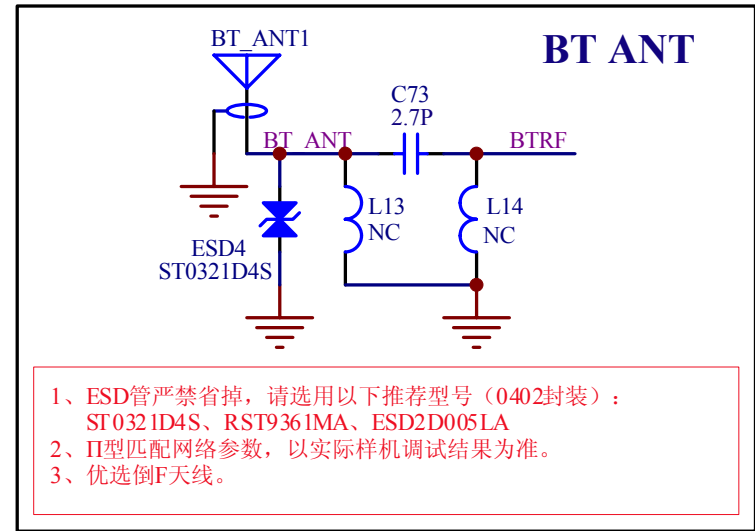 BT_ANT1
BT ANT
C73
2.7P
BT_ANT
BTRF
L13
NC
L14
NC
ESD4
ST0321D4S
1、ESD管严禁省掉，请选用以下推荐型号（0402封装）：
ST0321D4S、RST9361MA、ESD2D005LA
2、Π型匹配网络参数，以实际样机调试结果为准。
3、优选倒F天线。